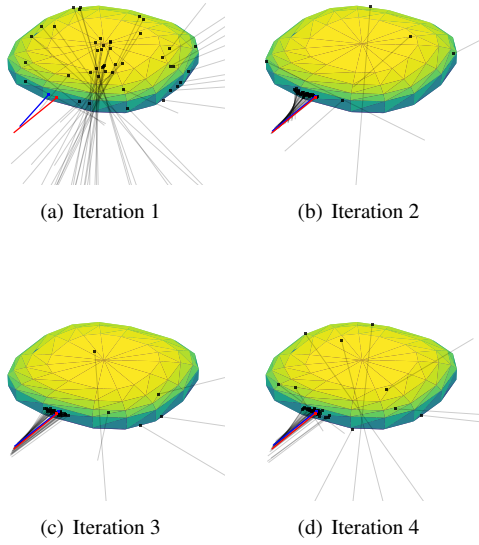 (a) Iteration 1
(b) Iteration 2
(c) Iteration 3
(d) Iteration 4